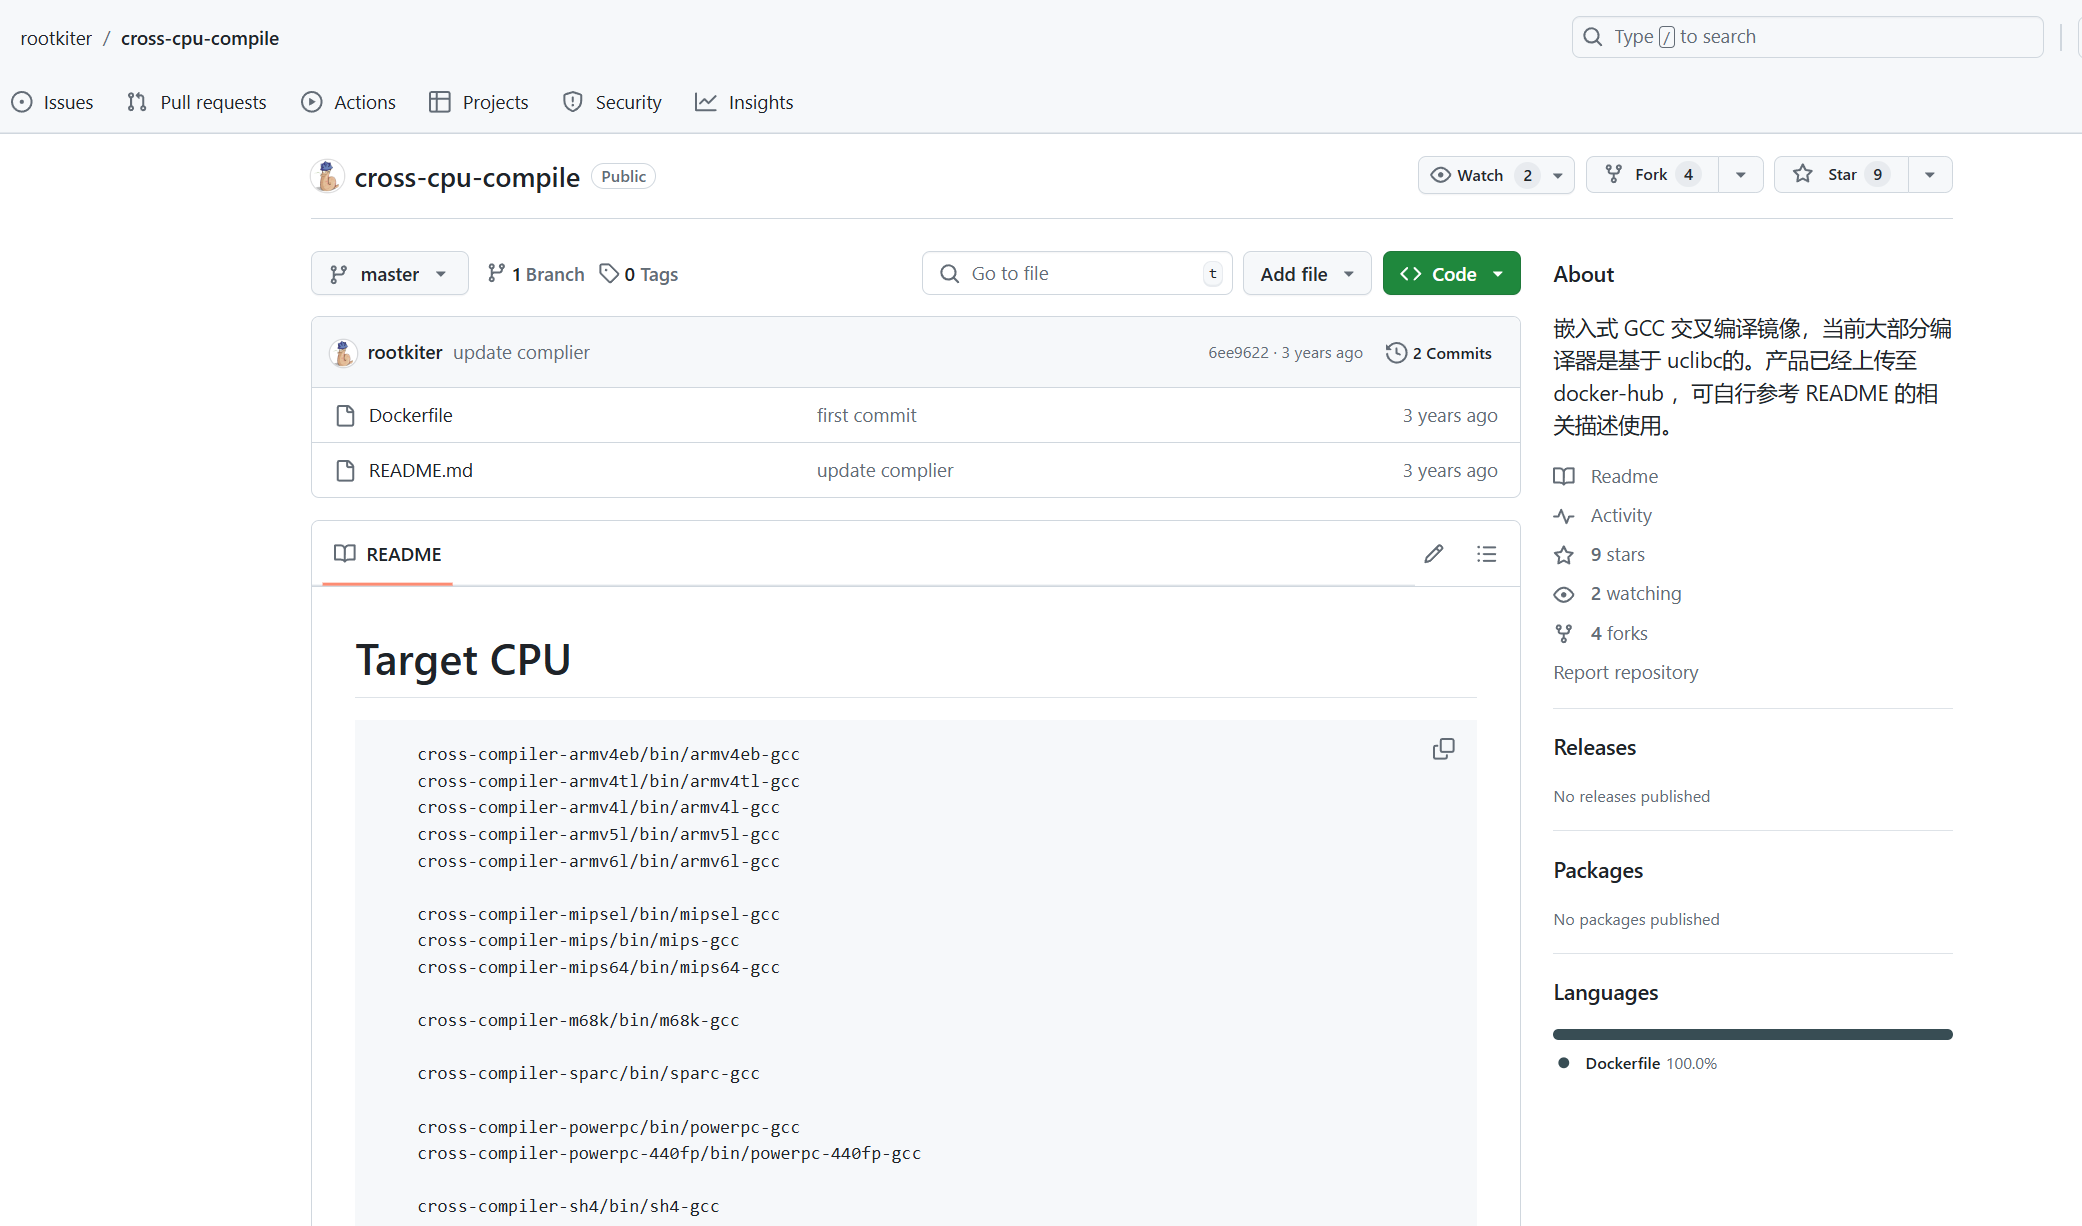 rootkiter / cross-cpu-compile
Type / to search
Issues
Pull requests
Actions
Projects
Security
Insights
cross-cpu-compile
Public
Watch 2
Fork 4
Star 9
master
1 Branch
0 Tags
Go to file
t
Add file
Code
rootkiter update complier
6ee9622 · 3 years ago
2 Commits
Dockerfile
first commit
3 years ago
README.md
update complier
3 years ago
README
Target CPU
cross-compiler-armv4eb/bin/armv4eb-gcc
cross-compiler-armv4tl/bin/armv4tl-gcc
cross-compiler-armv4l/bin/armv4l-gcc
cross-compiler-armv5l/bin/armv5l-gcc
cross-compiler-armv6l/bin/armv6l-gcc
cross-compiler-mipsel/bin/mipsel-gcc
cross-compiler-mips/bin/mips-gcc
cross-compiler-mips64/bin/mips64-gcc
cross-compiler-m68k/bin/m68k-gcc
cross-compiler-sparc/bin/sparc-gcc
cross-compiler-powerpc/bin/powerpc-gcc
cross-compiler-powerpc-440fp/bin/powerpc-440fp-gcc
cross-compiler-sh4/bin/sh4-gcc
About
嵌入式 GCC 交叉编译镜像，当前大部分编
译器是基于 uclibc的。产品已经上传至
docker-hub ，可自行参考 README 的相
关描述使用。
Readme
Activity
9 stars
2 watching
4 forks
Report repository
Releases
No releases published
Packages
No packages published
Languages
Dockerfile 100.0%